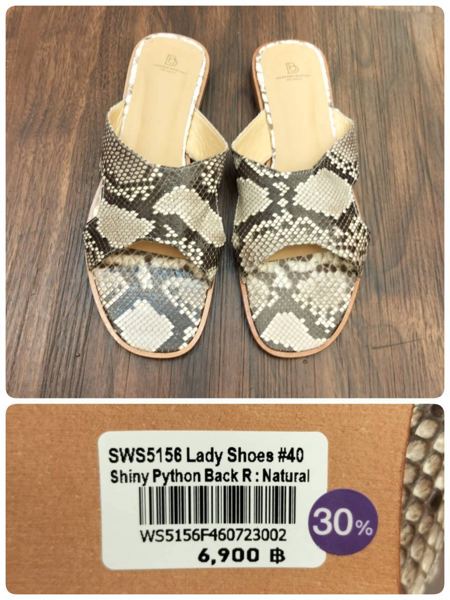 SWS5156 Lady Shoes #40
Shiny Python Back R : Natural
WS5156F460723002
6,900 ฿
30%